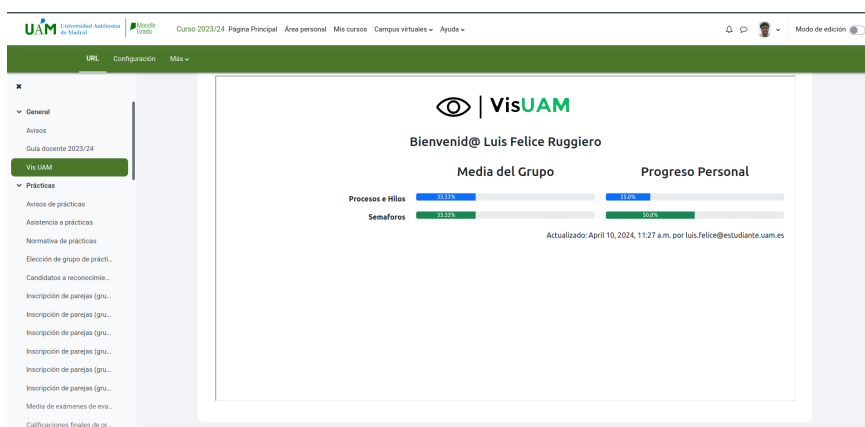 UAM Universidad Autónoma de Madrid
Moodle Grado
Curso 2023/24 Página Principal Área personal Mis cursos Campus virtuales Ayuda
Modo de edición
URL Configuración Más
General
Avisos
Guía docente 2023/24
Vis UAM
Prácticas
Avisos de prácticas
Asistencia a prácticas
Normativa de prácticas
Elección de grupo de prácti...
Candidatos a reconocimie...
Inscripción de parejas (gru...
Inscripción de parejas (gru...
Inscripción de parejas (gru...
Inscripción de parejas (gru...
Inscripción de parejas (gru...
Inscripción de parejas (gru...
Media de exámenes de eva...
Calificaciones finales de pr...
VisUAM
Bienvenid@ Luis Felice Ruggiero
Media del Grupo Progreso Personal
Procesos e Hilos 33.33% 25.0%
Semaforos 33.33% 50.0%
Actualizado: April 10, 2024, 11:27 a.m. por luis.felice@estudiante.uam.es